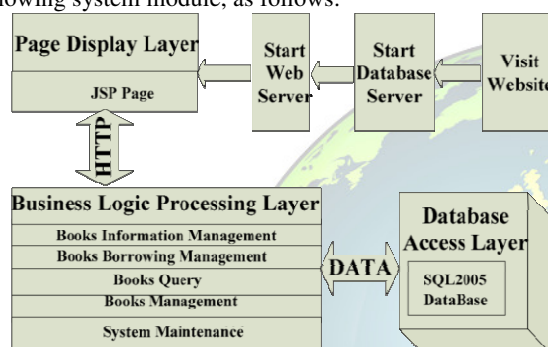 lowing system module, as follows:
Page Display Layer
JSP Page
Start
Web
Server
Start
Database
Server
Visit
Website
HTTP
Business Logic Processing Layer
Books Information Management
Books Borrowing Management
Books Query
Books Management
System Maintenance
DATA
Database
Access Layer
SQL2005
DataBase